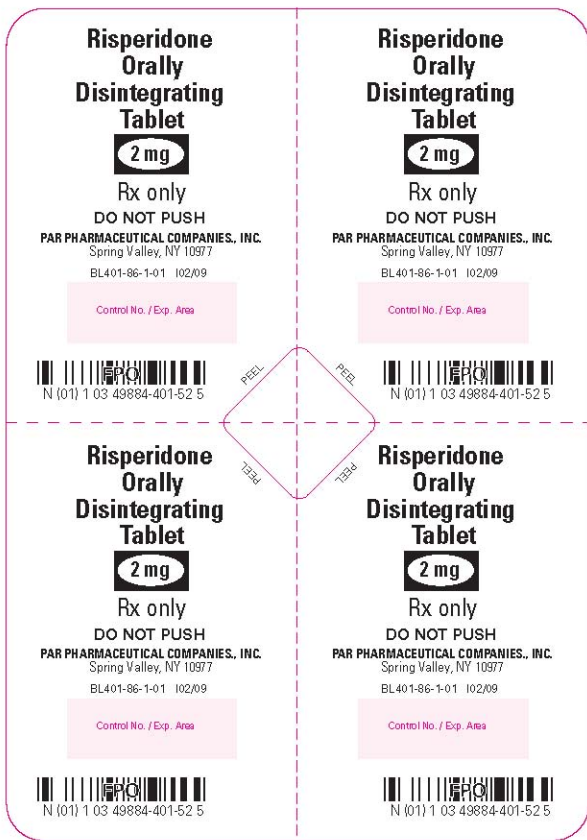 Risperidone
Orally
Disintegrating
Tablet
2 mg
Rx only
DO NOT PUSH
PAR PHARMACEUTICAL COMPANIES., INC.
Spring Valley, NY 10977
BL401-86-1-01 I02/09
Control No. / Exp. Area
FPO
N (01) 1 03 49884-401-52 5
PEEL
Risperidone
Orally
Disintegrating
Tablet
2 mg
Rx only
DO NOT PUSH
PAR PHARMACEUTICAL COMPANIES., INC.
Spring Valley, NY 10977
BL401-86-1-01 I02/09
Control No. / Exp. Area
FPO
N (01) 1 03 49884-401-52 5
PEEL
Risperidone
Orally
Disintegrating
Tablet
2 mg
Rx only
DO NOT PUSH
PAR PHARMACEUTICAL COMPANIES., INC.
Spring Valley, NY 10977
BL401-86-1-01 I02/09
Control No. / Exp. Area
FPO
N (01) 1 03 49884-401-52 5
PEEL
Risperidone
Orally
Disintegrating
Tablet
2 mg
Rx only
DO NOT PUSH
PAR PHARMACEUTICAL COMPANIES., INC.
Spring Valley, NY 10977
BL401-86-1-01 I02/09
Control No. / Exp. Area
FPO
N (01) 1 03 49884-401-52 5
PEEL